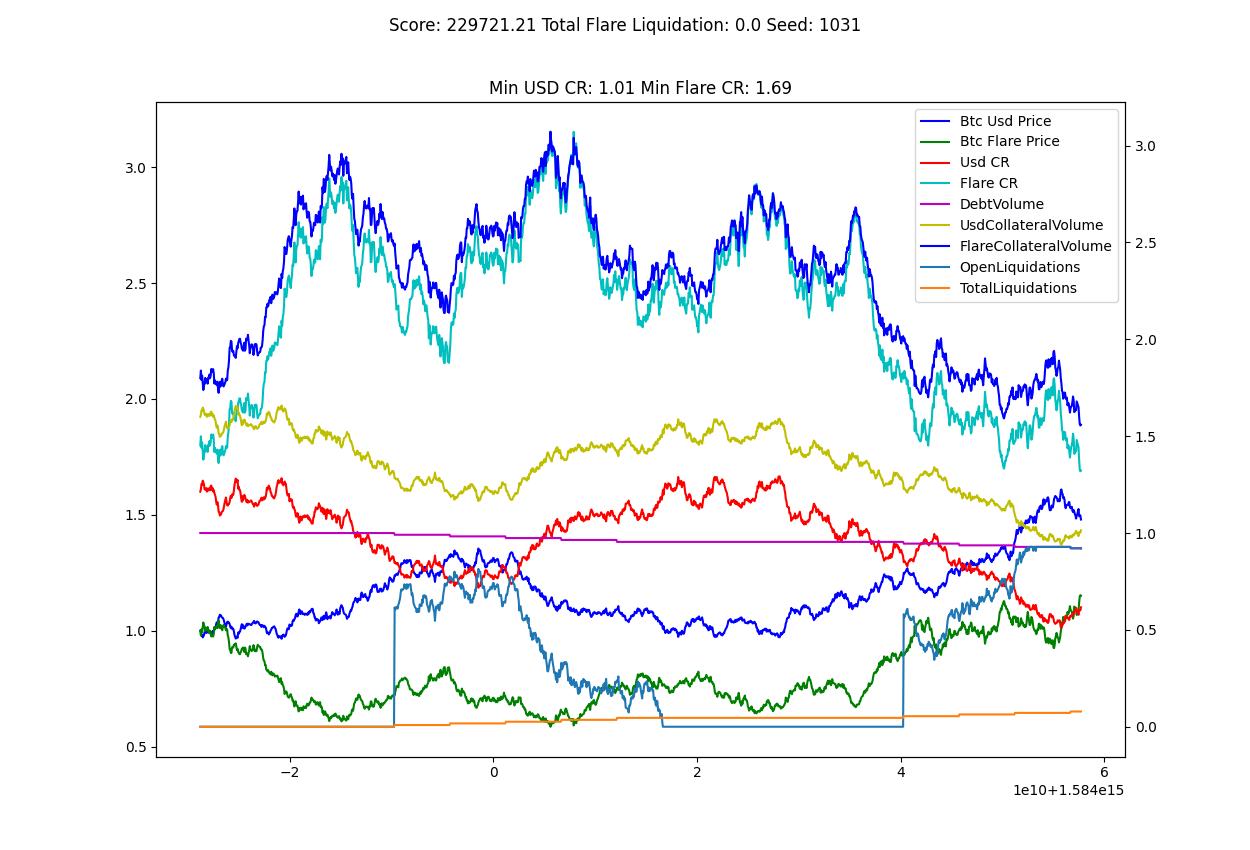 Score: 229721.21 Total Flare Liquidation: 0.0 Seed: 1031
Min USD CR: 1.01 Min Flare CR: 1.69
Btc Usd Price
Btc Flare Price
Usd CR
Flare CR
DebtVolume
UsdCollateralVolume
FlareCollateralVolume
OpenLiquidations
TotalLiquidations
3.0
2.5
2.0
1.5
1.0
0.5
3.0
2.5
2.0
1.5
1.0
0.5
0.0
−2 0 2 4 6
1e10+1.584e15